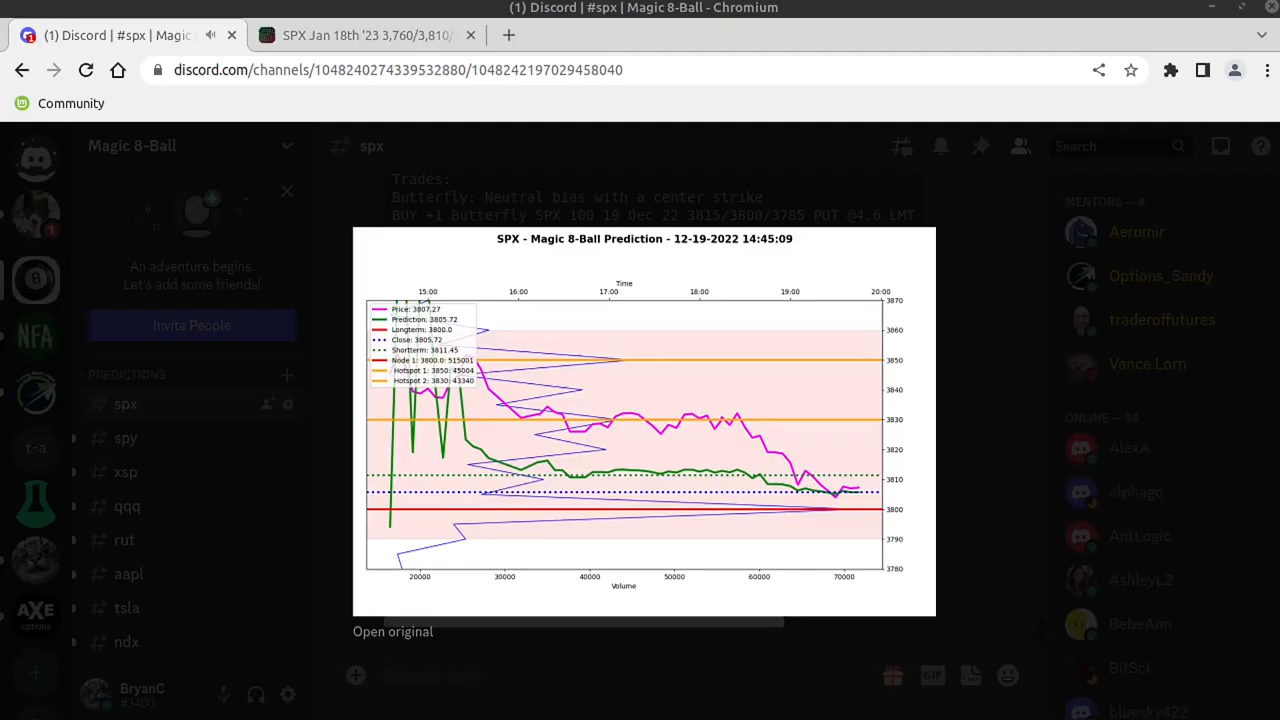 (1) Discord | #spx | Magic 8-Ball - Chromium
(1) Discord | #spx | Magic
SPX Jan 18th '23 3,760/3,810/
discord.com/channels/1048240274339532880/1048242197029458040
Community
Magic 8-Ball
spx
Search
An adventure begins.
Let's add some friends!
Invite People
PREDICTIONS
spx
spy
xsp
qqq
rut
aapl
tsla
ndx
BryanC
#3400
NFA
t-a
AXE
options
Trades:
Butterfly: Neutral bias with a center strike
BUY +1 Butterfly SPX 100 19 Dec 22 3815/3800/3785 PUT @4.6 LMT
SPX - Magic 8-Ball Prediction - 12-19-2022 14:45:09
Time
15:00 16:00 17:00 18:00 19:00 20:00
Price: 3807.27
Prediction: 3805.72
Longterm: 3800.0
Close: 3805.72
Shortterm: 3811.45
Node 1: 3800.0: 515001
Hotspot 1: 3850: 45004
Hotspot 2: 3830: 43340
3870
3860
3850
3840
3830
3820
3810
3800
3790
3780
20000 30000 40000 50000 60000 70000
Volume
Open original
GIF
MENTORS — 4
Aeromir
Options_Sandy
traderoffutures
Vance.Lorn
ONLINE — 84
AlexA
alphago
AntLogic
AshleyL2
BebeAnn
BitSci
bluesky422